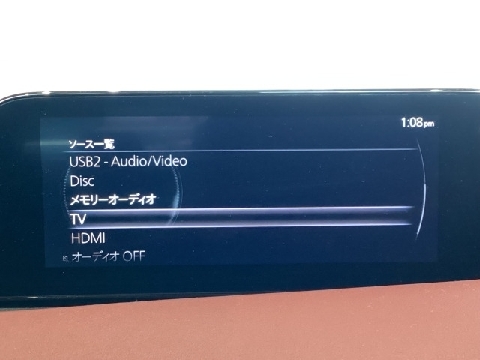 1:08pm
ソース一覧
USB2 - Audio/Video
Disc
メモリーオーディオ
TV
HDMI
オーディオ OFF